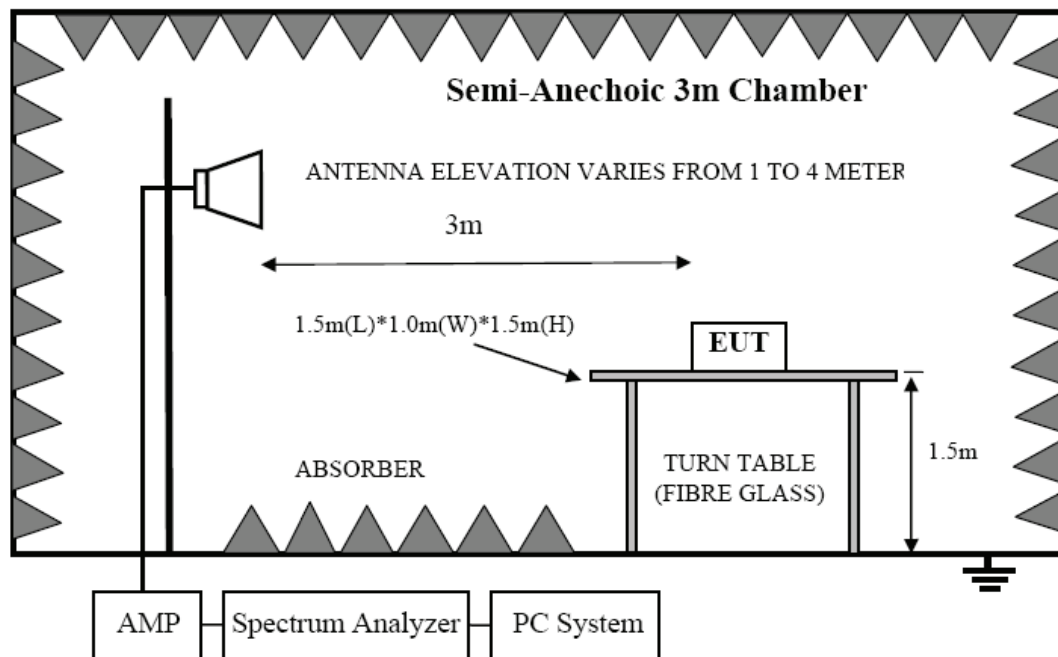 Semi-Anechoic 3m Chamber
ANTENNA ELEVATION VARIES FROM 1 TO 4 METER
3m
1.5m(L)*1.0m(W)*1.5m(H)
EUT
1.5m
ABSORBER
TURN TABLE
(FIBRE GLASS)
AMP
Spectrum Analyzer
PC System